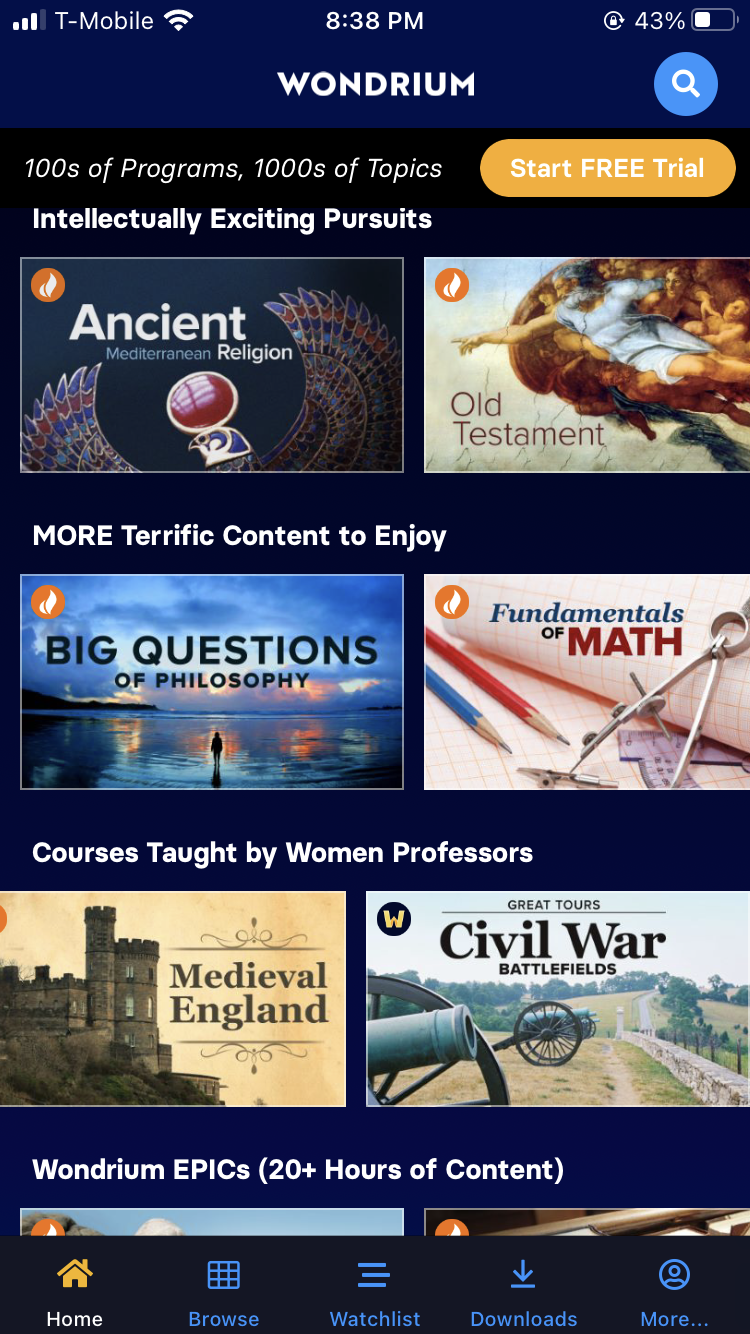 T-Mobile 8:38 PM 43%
WONDRIUM
100s of Programs, 1000s of Topics Start FREE Trial
Intellectually Exciting Pursuits
Ancient
Mediterranean Religion
Old
Testament
MORE Terrific Content to Enjoy
BIG QUESTIONS
OF PHILOSOPHY
Fundamentals
OF MATH
Courses Taught by Women Professors
Medieval
England
W
GREAT TOURS
Civil War
BATTLEFIELDS
Wondrium EPICs (20+ Hours of Content)
Home Browse Watchlist Downloads More...